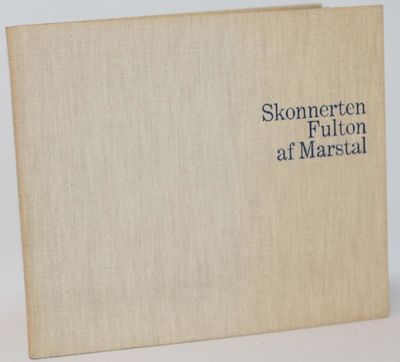 Skonnerten
Fulton
af Marstal